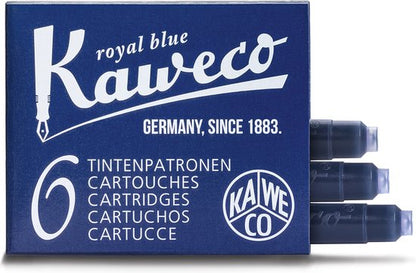 royal blue
Kaweco
GERMANY, SINCE 1883.
6
TINTENPATRONEN
CARTOUCHES
CARTRIDGES
CARTUCHOS
CARTUCCE
KA WE
CO